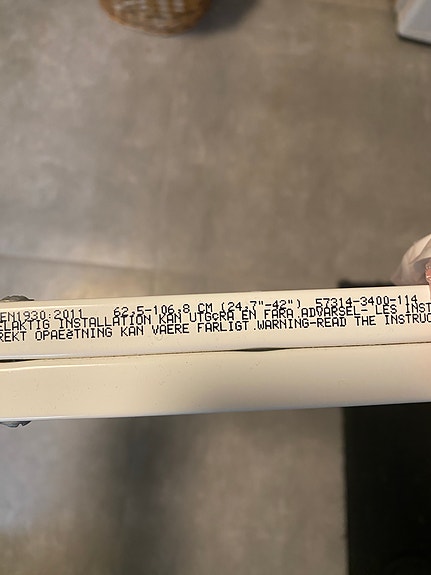 EN1930:2011 62.5-106.8 CM (24.7"-42") 57314-3400-114
ELAKTIG INSTALLATION KAN UTGöRA EN FARA ADVARSEL- LES INST
REKT OPAEßTNING KAN VAERE FARLIGT.WARNING-READ THE INSTRUC